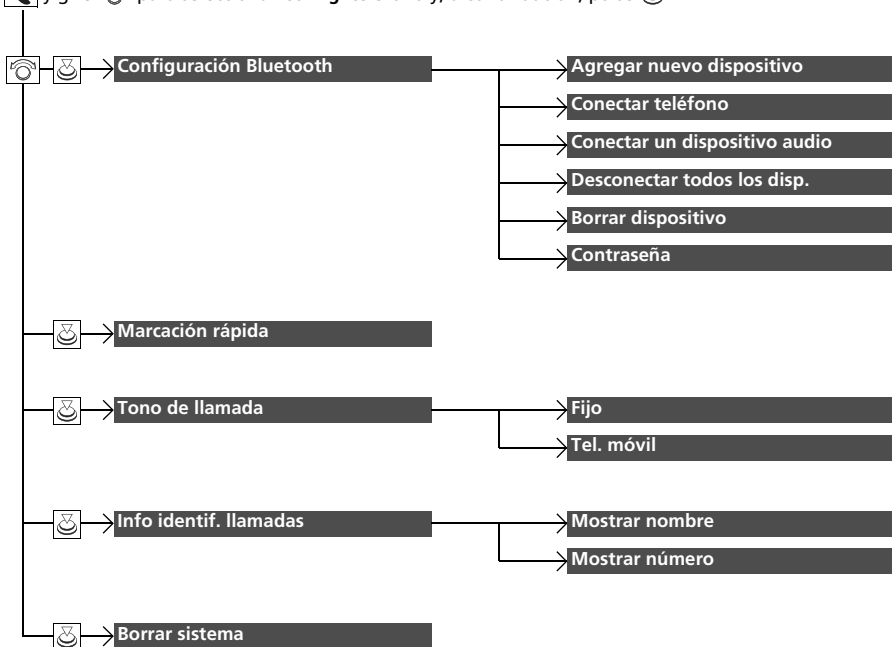 Configuración Bluetooth
Agregar nuevo dispositivo
Conectar teléfono
Conectar un dispositivo audio
Desconectar todos los disp.
Borrar dispositivo
Contraseña
Marcación rápida
Tono de llamada
Fijo
Tel. móvil
Info identif. llamadas
Mostrar nombre
Mostrar número
Borrar sistema